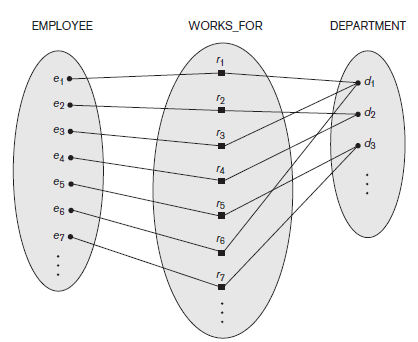 EMPLOYEE WORKS_FOR DEPARTMENT
r1
e1 d1
r2
e2 d2
e3 r3
d3
e4 r4
e5 r5
e6 r6
e7
r7